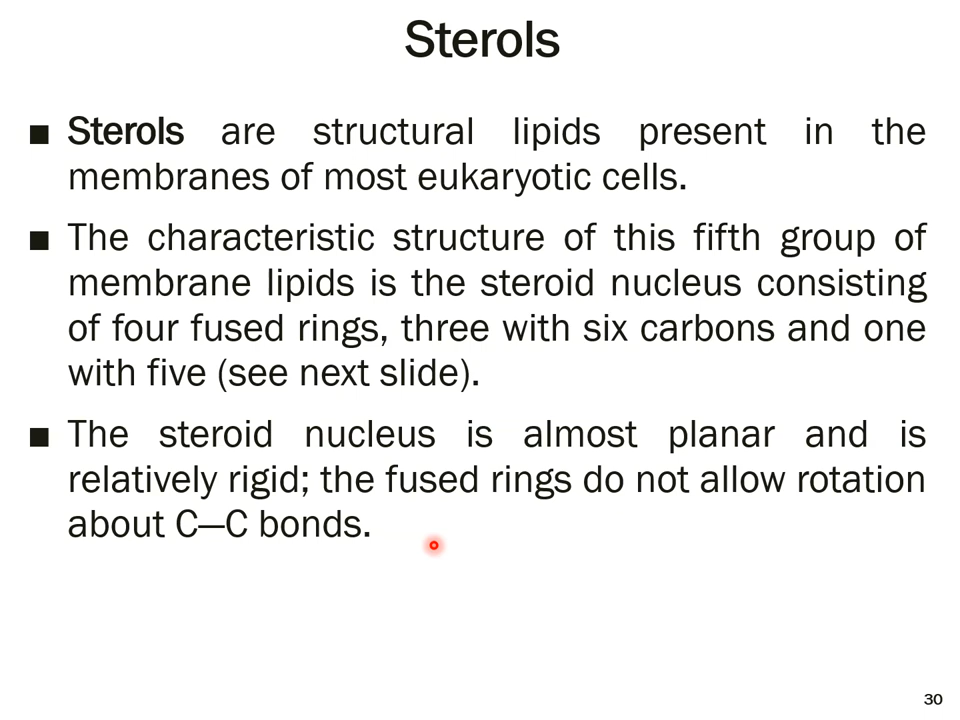 Sterols
■ Sterols are structural lipids present in the
membranes of most eukaryotic cells.
■ The characteristic structure of this fifth group of
membrane lipids is the steroid nucleus consisting
of four fused rings, three with six carbons and one
with five (see next slide).
■ The steroid nucleus is almost planar and is
relatively rigid; the fused rings do not allow rotation
about C—C bonds.
30